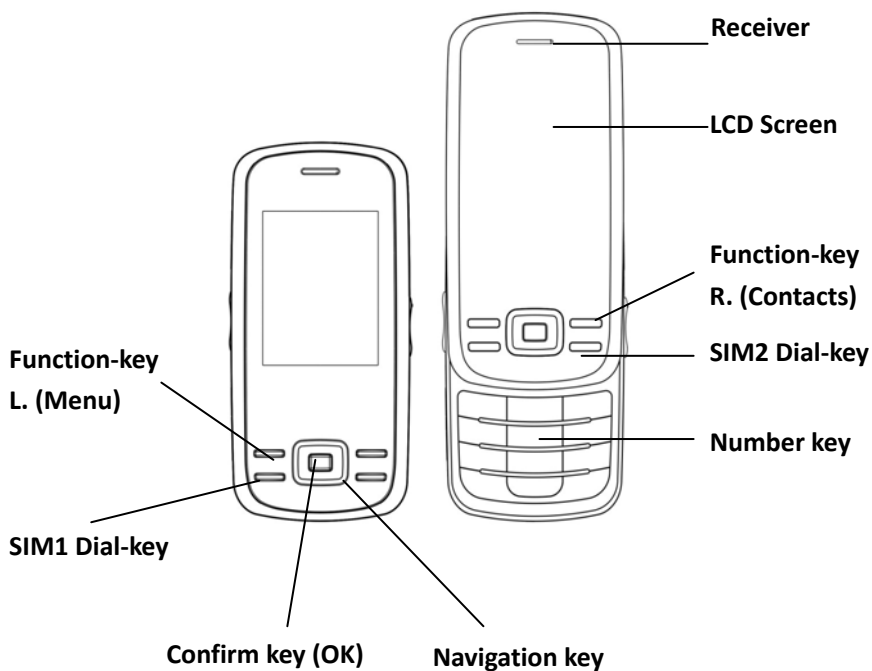 Receiver
LCD Screen
Function-key
R. (Contacts)
SIM2 Dial-key
Number key
Function-key
L. (Menu)
SIM1 Dial-key
Confirm key (OK)
Navigation key